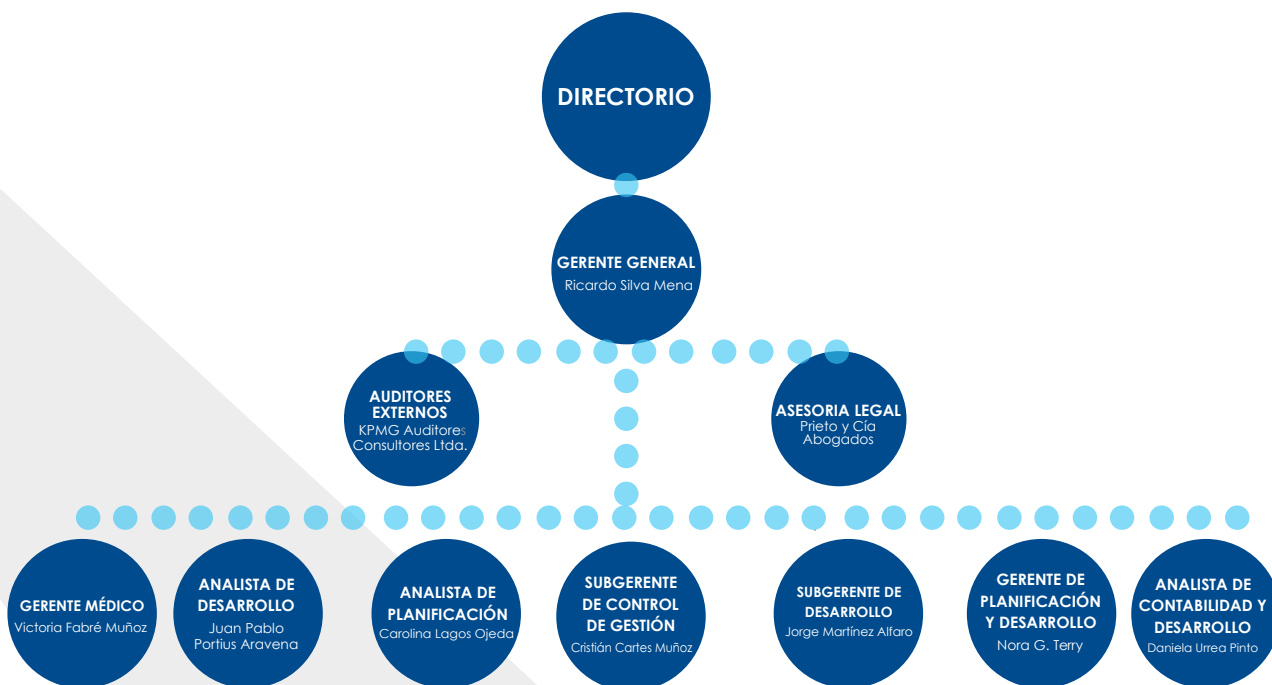 DIRECTORIO
GERENTE GENERAL
Ricardo Silva Mena
AUDITORES
EXTERNOS
KPMG Auditores
Consultores Ltda.
ASESORIA LEGAL
Prieto y Cía
Abogados
GERENTE MÉDICO
Victoria Fabré Muñoz
ANALISTA DE
DESARROLLO
Juan Pablo
Portius Aravena
ANALISTA DE
PLANIFICACIÓN
Carolina Lagos Ojeda
SUBGERENTE
DE CONTROL
DE GESTIÓN
Cristián Cartes Muñoz
SUBGERENTE DE
DESARROLLO
Jorge Martínez Alfaro
GERENTE DE
PLANIFICACIÓN
Y DESARROLLO
Nora G. Terry
ANALISTA DE
CONTABILIDAD Y
DESARROLLO
Daniela Urrea Pinto